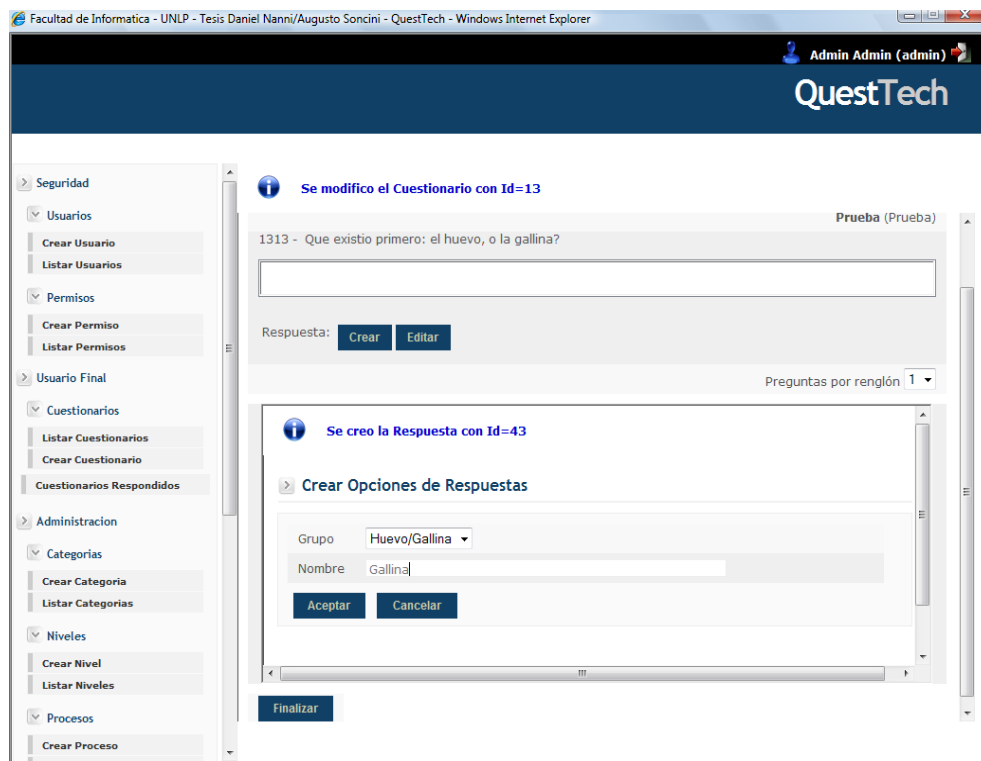 Facultad de Informatica - UNLP - Tesis Daniel Nanni/Augusto Soncini - QuestTech - Windows Internet Explorer
Admin Admin (admin)
QuestTech
Seguridad
Usuarios
Crear Usuario
Listar Usuarios
Permisos
Crear Permiso
Listar Permisos
Usuario Final
Cuestionarios
Listar Cuestionarios
Crear Cuestionario
Cuestionarios Respondidos
Administracion
Categorias
Crear Categoria
Listar Categorias
Niveles
Crear Nivel
Listar Niveles
Procesos
Crear Proceso
Se modifico el Cuestionario con Id=13
Prueba (Prueba)
1313 - Que existio primero: el huevo, o la gallina?
Respuesta: Crear Editar
Preguntas por renglón 1
Se creo la Respuesta con Id=43
Crear Opciones de Respuestas
Grupo Huevo/Gallina
Nombre Gallina
Aceptar Cancelar
Finalizar